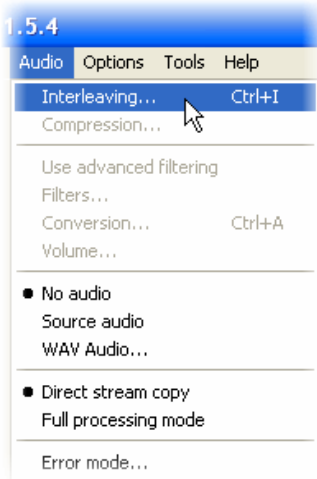 1.5.4
Audio Options Tools Help
Interleaving... Ctrl+I
Compression...
Use advanced filtering
Filters...
Conversion... Ctrl+A
Volume...
No audio
Source audio
WAV Audio...
Direct stream copy
Full processing mode
Error mode...